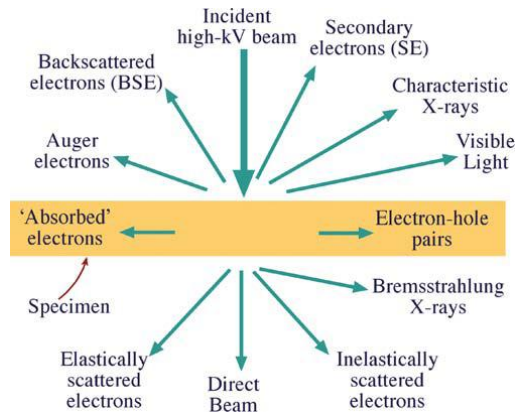 Incident
high-kV beam
Secondary
electrons (SE)
Backscattered
electrons (BSE)
Characteristic
X-rays
Auger
electrons
Visible
Light
‘Absorbed’
electrons
Electron-hole
pairs
Specimen
Bremsstrahlung
X-rays
Elastically
scattered
electrons
Direct
Beam
Inelastically
scattered
electrons